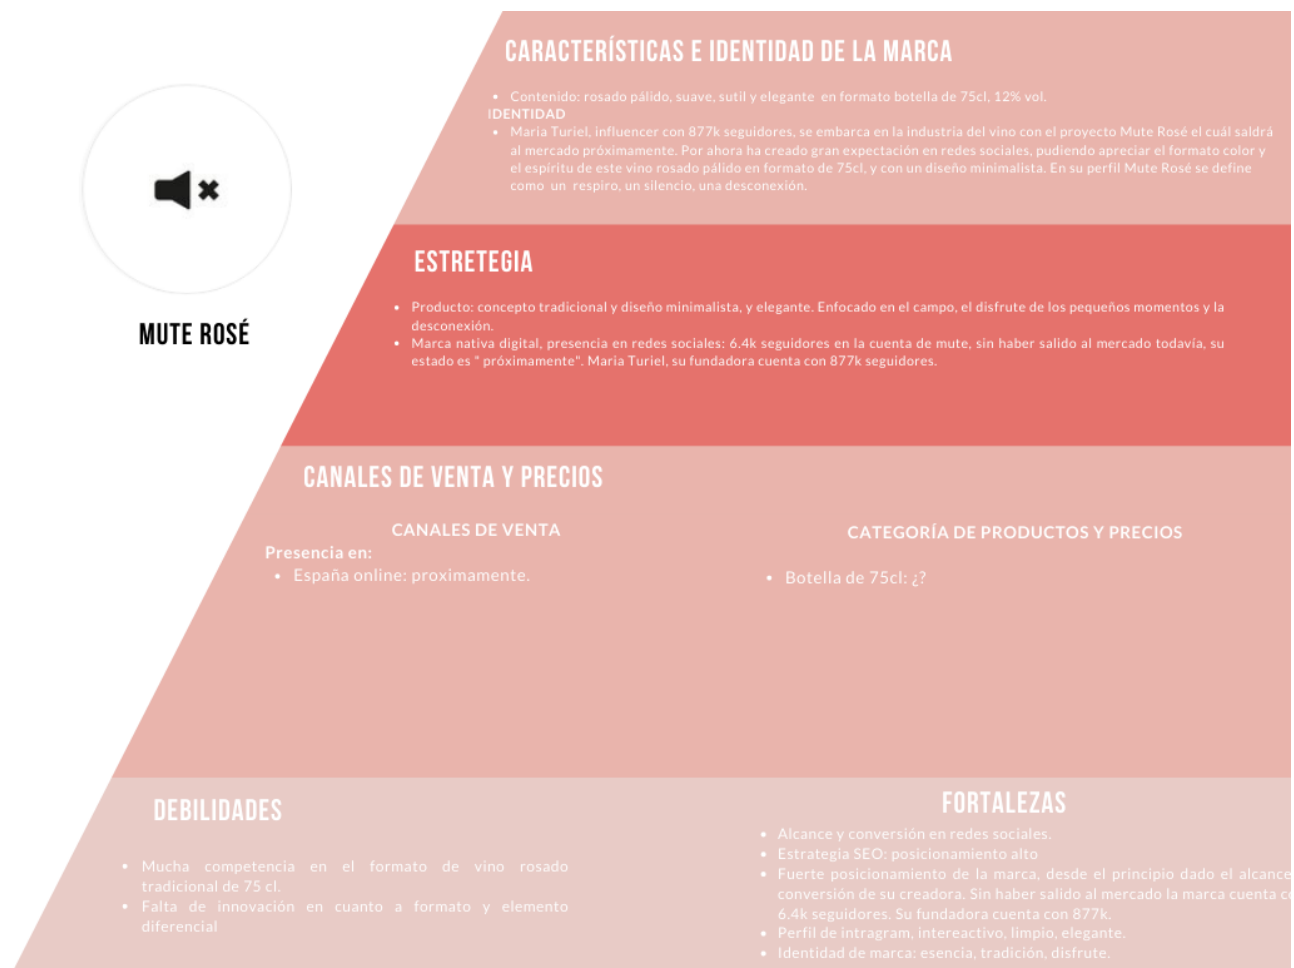 CARACTERÍSTICAS E IDENTIDAD DE LA MARCA
• Contenido: rosado pálido, suave, sutil y elegante en formato botella de 75cl, 12% vol.
IDENTIDAD
• Maria Turiel, influencer con 877k seguidores, se embarca en la industria del vino con el proyecto Mute Rosé el cuál saldrá
al mercado próximamente. Por ahora ha creado gran expectación en redes sociales, pudiendo apreciar el formato color y
el espíritu de este vino rosado pálido en formato de 75cl, y con un diseño minimalista. En su perfil Mute Rosé se define
como un respiro, un silencio, una desconexión.
MUTE ROSÉ
ESTRETEGIA
• Producto: concepto tradicional y diseño minimalista, y elegante. Enfocado en el campo, el disfrute de los pequeños momentos y la
desconexión.
• Marca nativa digital, presencia en redes sociales: 6.4k seguidores en la cuenta de mute, sin haber salido al mercado todavía, su
estado es " próximamente". Maria Turiel, su fundadora cuenta con 877k seguidores.
CANALES DE VENTA Y PRECIOS
CANALES DE VENTA
Presencia en:
• España online: proximamente.
CATEGORÍA DE PRODUCTOS Y PRECIOS
• Botella de 75cl: ¿?
DEBILIDADES
• Mucha competencia en el formato de vino rosado
tradicional de 75 cl.
• Falta de innovación en cuanto a formato y elemento
diferencial
FORTALEZAS
• Alcance y conversión en redes sociales.
• Estrategia SEO: posicionamiento alto
• Fuerte posicionamiento de la marca, desde el principio dado el alcance
conversión de su creadora. Sin haber salido al mercado la marca cuenta
6.4k seguidores. Su fundadora cuenta con 877k.
• Perfil de intragram, intereactivo, limpio, elegante.
• Identidad de marca: esencia, tradición, disfrute.